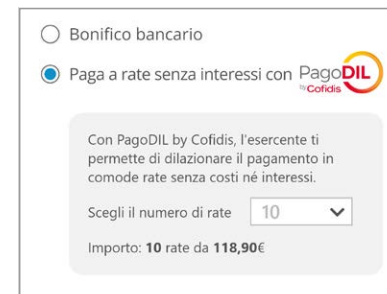 Bonifico bancario
Paga a rate senza interessi con PagoDIL
by Cofidis
Con PagoDIL by Cofidis, l'esercente ti
permette di dilazionare il pagamento in
comode rate senza costi né interessi.
Scegli il numero di rate 10
Importo: 10 rate da 118,90€